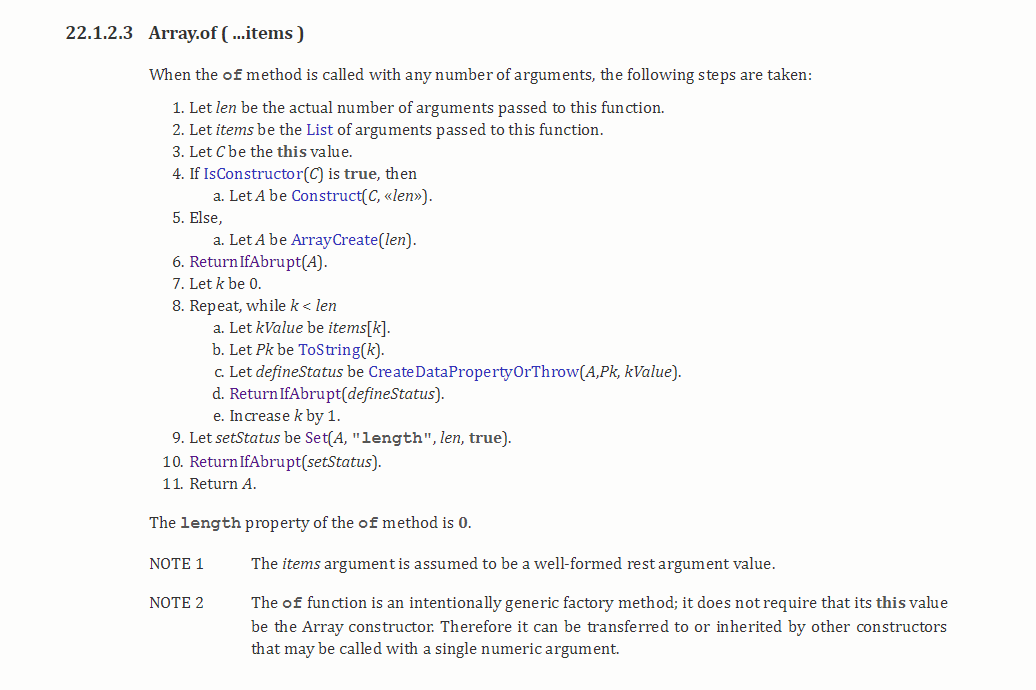 22.1.2.3 Array.of ( ...items )
When the of method is called with any number of arguments, the following steps are taken:
1. Let len be the actual number of arguments passed to this function.
2. Let items be the List of arguments passed to this function.
3. Let C be the this value.
4. If IsConstructor(C) is true, then
a. Let A be Construct(C, «len»).
5. Else,
a. Let A be ArrayCreate(len).
6. ReturnIfAbrupt(A).
7. Let k be 0.
8. Repeat, while k < len
a. Let kValue be items[k].
b. Let Pk be ToString(k).
c. Let defineStatus be CreateDataPropertyOrThrow(A,Pk, kValue).
d. ReturnIfAbrupt(defineStatus).
e. Increase k by 1.
9. Let setStatus be Set(A, "length", len, true).
10. ReturnIfAbrupt(setStatus).
11. Return A.
The length property of the of method is 0.
NOTE 1 The items argument is assumed to be a well-formed rest argument value.
NOTE 2 The of function is an intentionally generic factory method; it does not require that its this value
be the Array constructor. Therefore it can be transferred to or inherited by other constructors
that may be called with a single numeric argument.